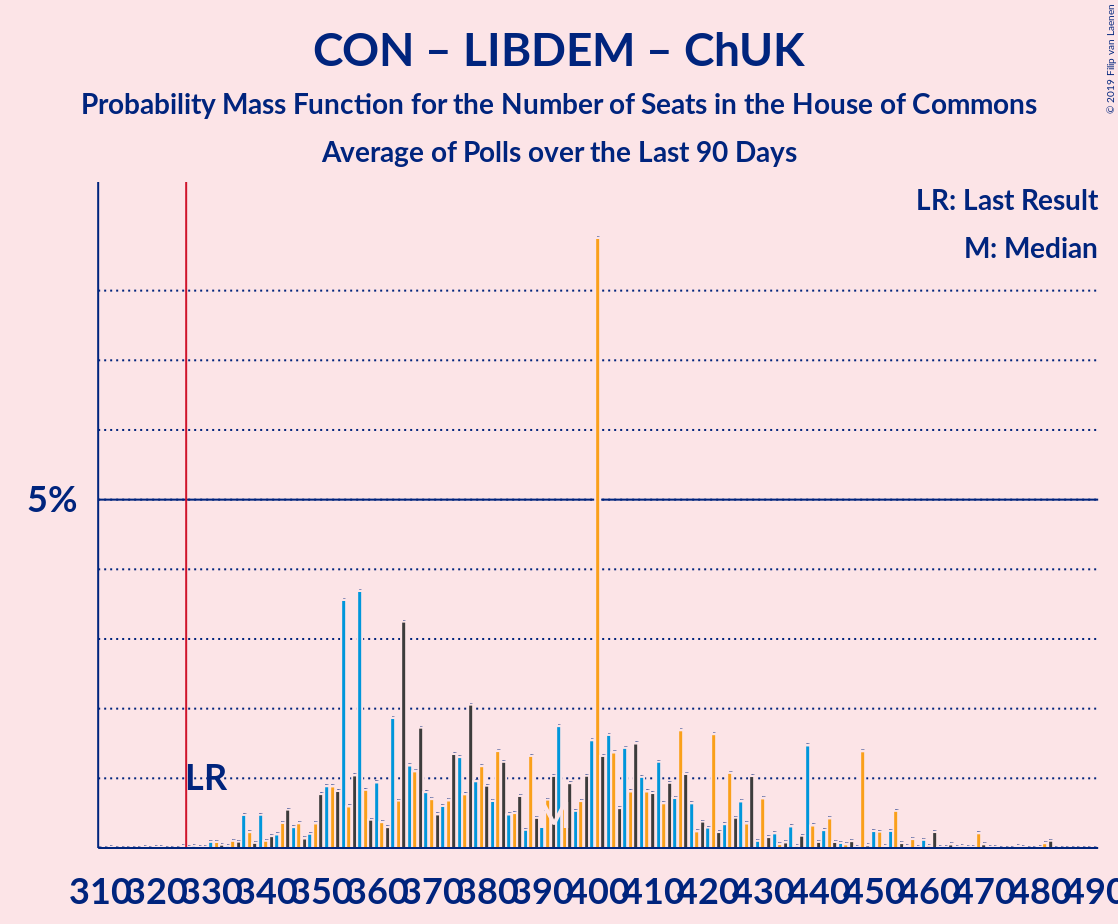 CON – LIBDEM – ChUK
Probability Mass Function for the Number of Seats in the House of Commons
Average of Polls over the Last 90 Days
© 2019 Filip van Laenen
LR: Last Result
M: Median
5%
LR
M
310 320 330 340 350 360 370 380 390 400 410 420 430 440 450 460 470 480 490